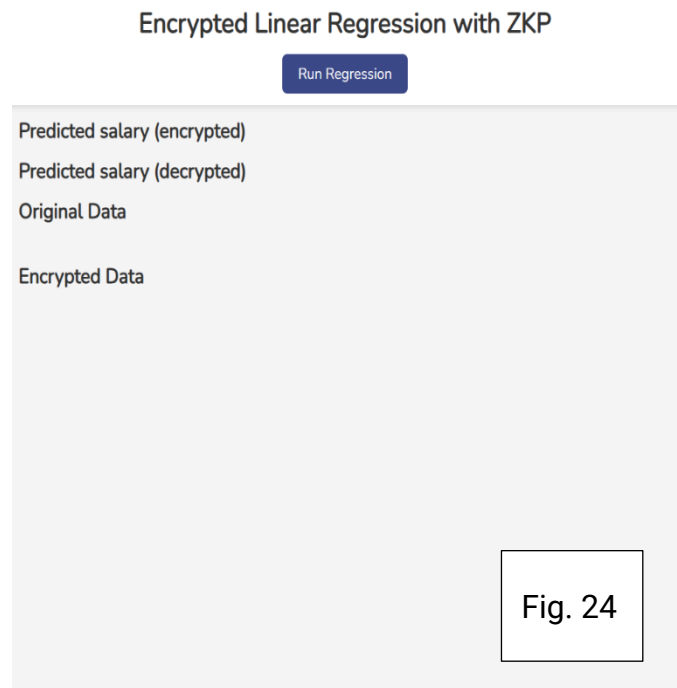 Encrypted Linear Regression with ZKP
Run Regression
Predicted salary (encrypted)
Predicted salary (decrypted)
Original Data
Encrypted Data
Fig. 24